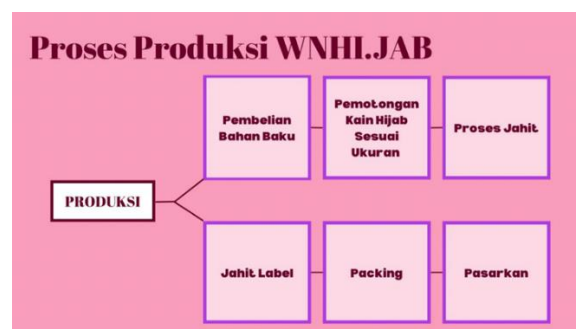 Proses Produksi WNHI.JAB
Pembelian
Bahan Baku
Pemotongan
Kain Hijab
Sesuai
Ukuran
Proses Jahit
PRODUKSI
Jahit Label
Packing
Pasarkan